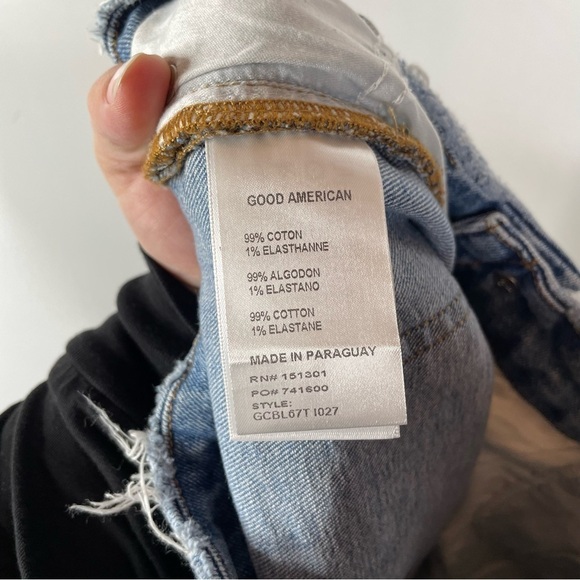 GOOD AMERICAN
99% COTON
1% ELASTHANNE
99% ALGODON
1% ELASTANO
99% COTTON
1% ELASTANE
MADE IN PARAGUAY
RN# 151301
PO# 741600
STYLE:
GCBL67T I027